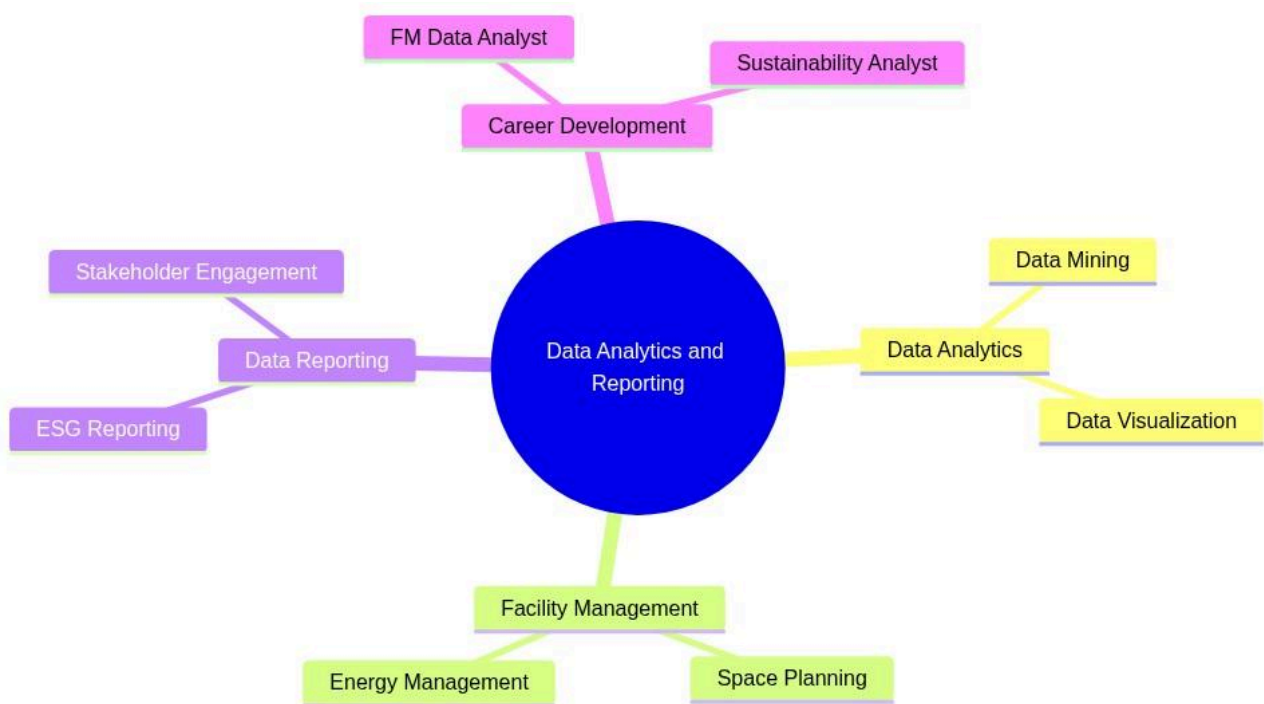 FM Data Analyst
Sustainability Analyst
Career Development
Stakeholder Engagement
Data Reporting
ESG Reporting
Data Analytics and
Reporting
Data Mining
Data Analytics
Data Visualization
Facility Management
Energy Management
Space Planning